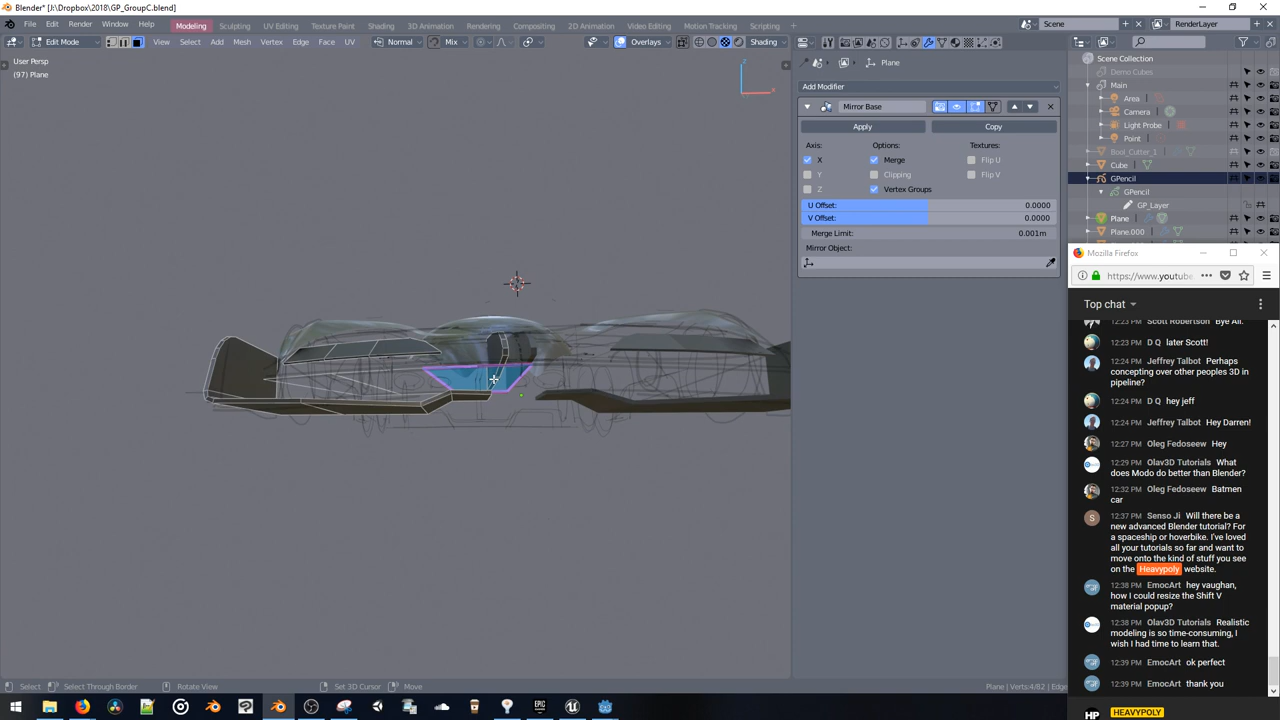 Blender* [J:\Dropbox\2018\GP_GroupC.blend]
File Edit Render Window Help
Modeling Sculpting UV Editing Texture Paint Shading 3D Animation Rendering Compositing 2D Animation Video Editing Motion Tracking Scripting
Scene
RenderLayer
Edit Mode View Select Add Mesh Vertex Edge Face UV Normal Mix Overlays Shading
User Persp
(97) Plane
Z
X
Plane
Add Modifier
Mirror Base
Apply
Copy
Axis: Options: Textures:
X Merge Flip U
Y Clipping Flip V
Z Vertex Groups
U Offset: 0.0000
V Offset: 0.0000
Merge Limit: 0.001m
Mirror Object:
Scene Collection
Demo Cubes
Main
Area
Camera
Light Probe
Point
Bool_Cutter_1
Cube
GPencil
GPencil
GP_Layer
Plane
Plane.000
Mozilla Firefox
https://www.youtube
Top chat
12:23 PM Scott Robertson Bye All.
12:23 PM D Q later Scott!
12:24 PM Jeffrey Talbot Perhaps
concepting over other peoples 3D in
pipeline?
12:24 PM D Q hey jeff
12:24 PM Jeffrey Talbot Hey Darren!
12:27 PM Oleg Fedoseew Hey
12:29 PM Olav3D Tutorials What
does Modo do better than Blender?
12:32 PM Oleg Fedoseew Batmen
car
S
12:37 PM Senso Ji Will there be a
new advanced Blender tutorial? For
a spaceship or hoverbike. I've loved
all your tutorials so far and want to
move onto the kind of stuff you see
on the Heavypoly website.
12:38 PM EmocArt hey vaughan,
how I could resize the Shift V
material popup?
12:38 PM Olav3D Tutorials Realistic
modeling is so time-consuming, I
wish I had time to learn that.
12:39 PM EmocArt ok perfect
12:39 PM EmocArt thank you
HP HEAVYPOLY
Select Select Through Border Rotate View Set 3D Cursor Move Plane | Verts:4/82 | Edge